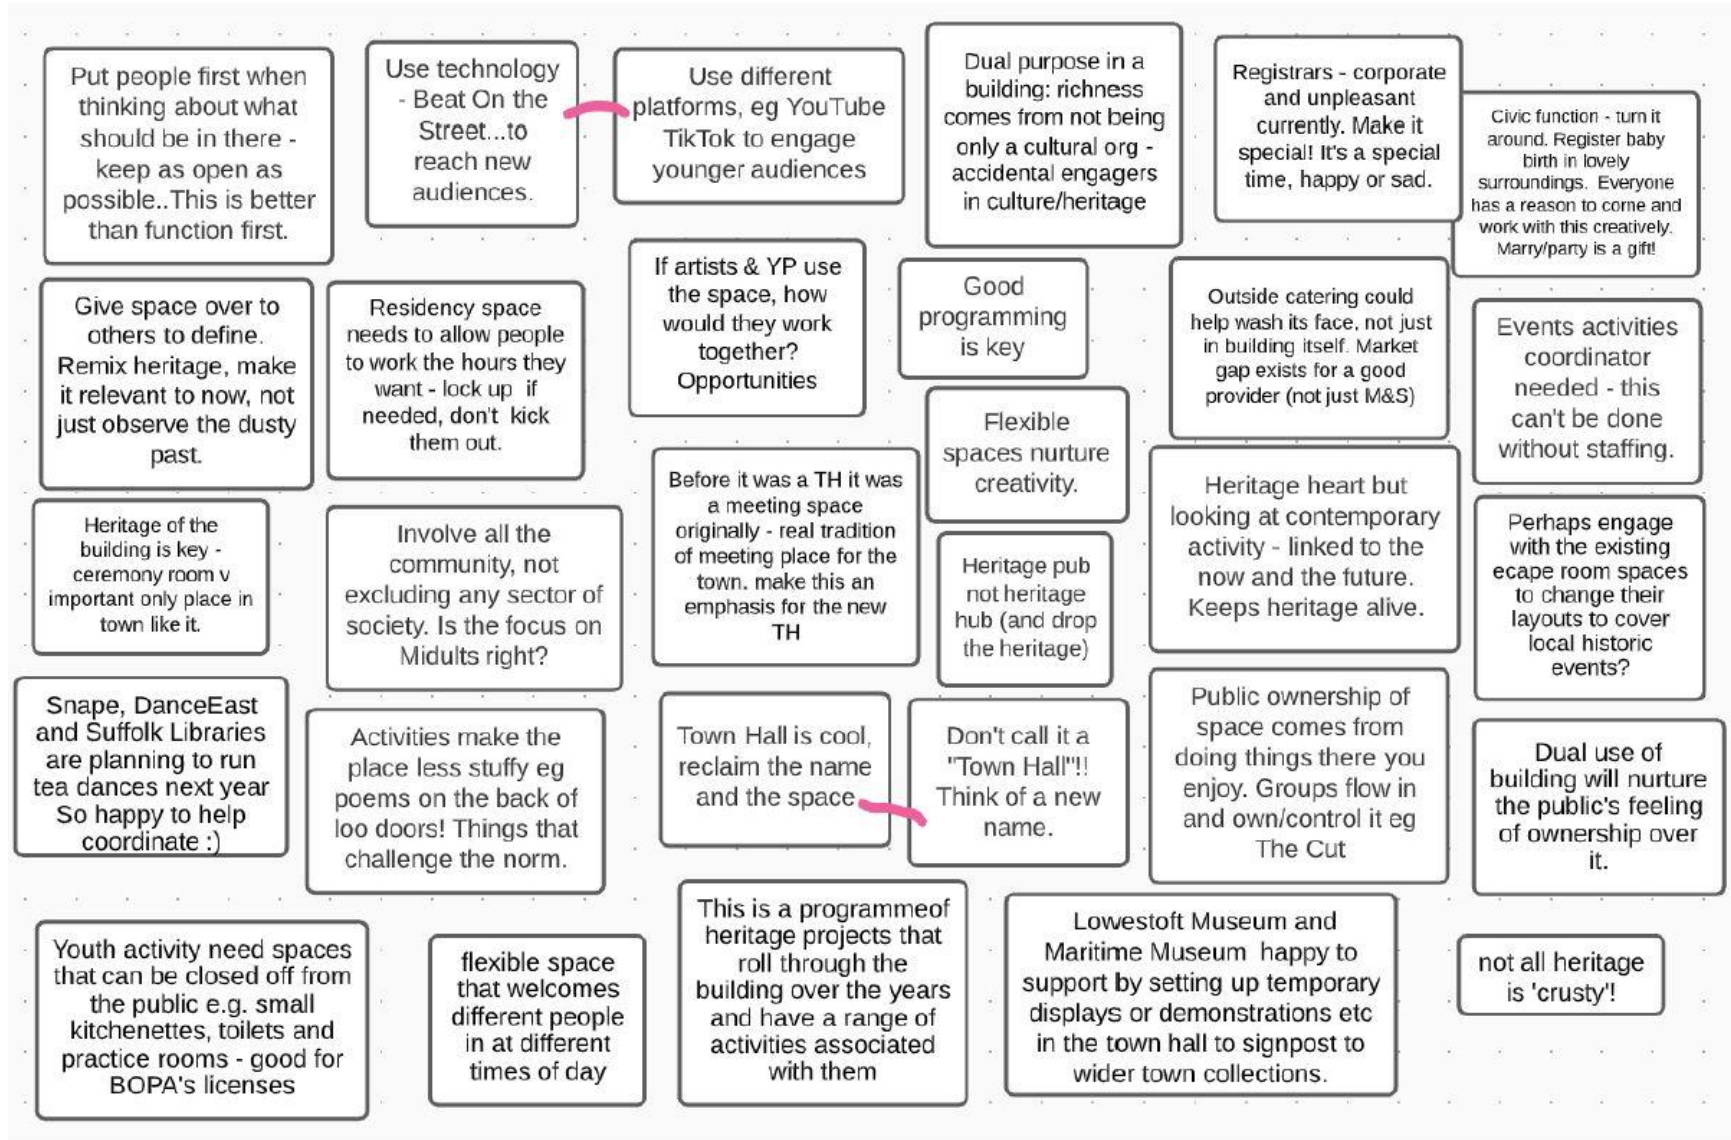 Put people first when
thinking about what
should be in there -
keep as open as
possible..This is better
than function first.
Use technology
- Beat On the
Street...to
reach new
audiences.
Use different
platforms, eg YouTube
TikTok to engage
younger audiences
Dual purpose in a
building: richness
comes from not being
only a cultural org -
accidental engagers
in culture/heritage
Registrars - corporate
and unpleasant
currently. Make it
special! It's a special
time, happy or sad.
Civic function - turn it
around. Register baby
birth in lovely
surroundings. Everyone
has a reason to come and
work with this creatively.
Marry/party is a gift!
Give space over to
others to define.
Remix heritage, make
it relevant to now, not
just observe the dusty
past.
Residency space
needs to allow people
to work the hours they
want - lock up if
needed, don't kick
them out.
If artists & YP use
the space, how
would they work
together?
Opportunities
Good
programming
is key
Outside catering could
help wash its face, not just
in building itself. Market
gap exists for a good
provider (not just M&S)
Events activities
coordinator
needed - this
can't be done
without staffing.
Flexible
spaces nurture
creativity.
Heritage of the
building is key -
ceremony room v
important only place in
town like it.
Involve all the
community, not
excluding any sector of
society. Is the focus on
Midults right?
Before it was a TH it was
a meeting space
originally - real tradition
of meeting place for the
town. make this an
emphasis for the new
TH
Heritage pub
not heritage
hub (and drop
the heritage)
Heritage heart but
looking at contemporary
activity - linked to the
now and the future.
Keeps heritage alive.
Perhaps engage
with the existing
ecape room spaces
to change their
layouts to cover
local historic
events?
Snape, DanceEast
and Suffolk Libraries
are planning to run
tea dances next year
So happy to help
coordinate :)
Activities make the
place less stuffy eg
poems on the back of
loo doors! Things that
challenge the norm.
Town Hall is cool,
reclaim the name
and the space
Don't call it a
"Town Hall"!!
Think of a new
name.
Public ownership of
space comes from
doing things there you
enjoy. Groups flow in
and own/control it eg
The Cut
Dual use of
building will nurture
the public's feeling
of ownership over
it.
Youth activity need spaces
that can be closed off from
the public e.g. small
kitchenettes, toilets and
practice rooms - good for
BOPA's licenses
flexible space
that welcomes
different people
in at different
times of day
This is a programmeof
heritage projects that
roll through the
building over the years
and have a range of
activities associated
with them
Lowestoft Museum and
Maritime Museum happy to
support by setting up temporary
displays or demonstrations etc
in the town hall to signpost to
wider town collections.
not all heritage
is 'crusty'!